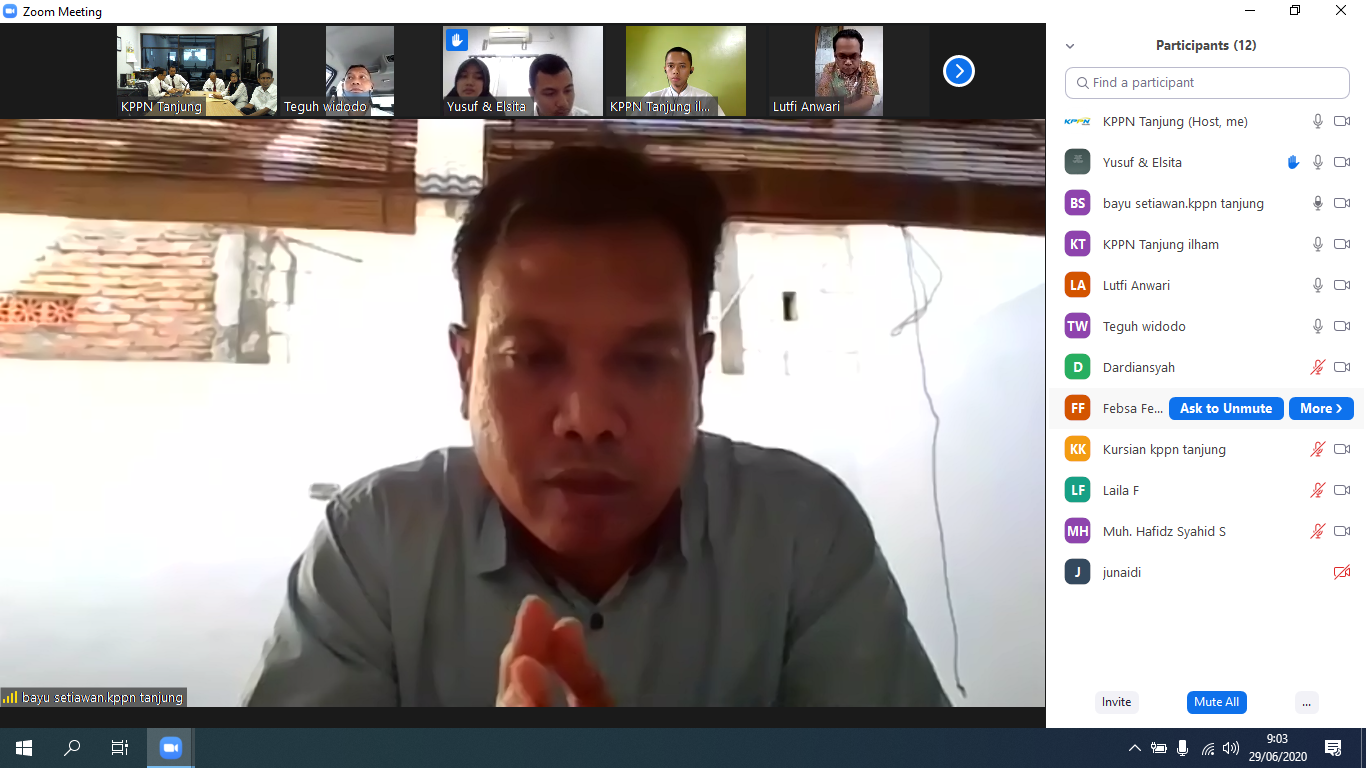 Zoom Meeting
KPPN Tanjung
Teguh widodo
Yusuf & Elsita
KPPN Tanjung il...
Lutfi Anwari
bayu setiawan.kppn tanjung
Participants (12)
Find a participant
KPPN
KPPN Tanjung (Host, me)
Yusuf & Elsita
BS bayu setiawan.kppn tanjung
KT KPPN Tanjung ilham
LA Lutfi Anwari
TW Teguh widodo
D Dardiansyah
FF Febsa Fe... Ask to Unmute More
KK Kursian kppn tanjung
LF Laila F
MH Muh. Hafidz Syahid S
J junaidi
Invite Mute All ...
9:03
29/06/2020